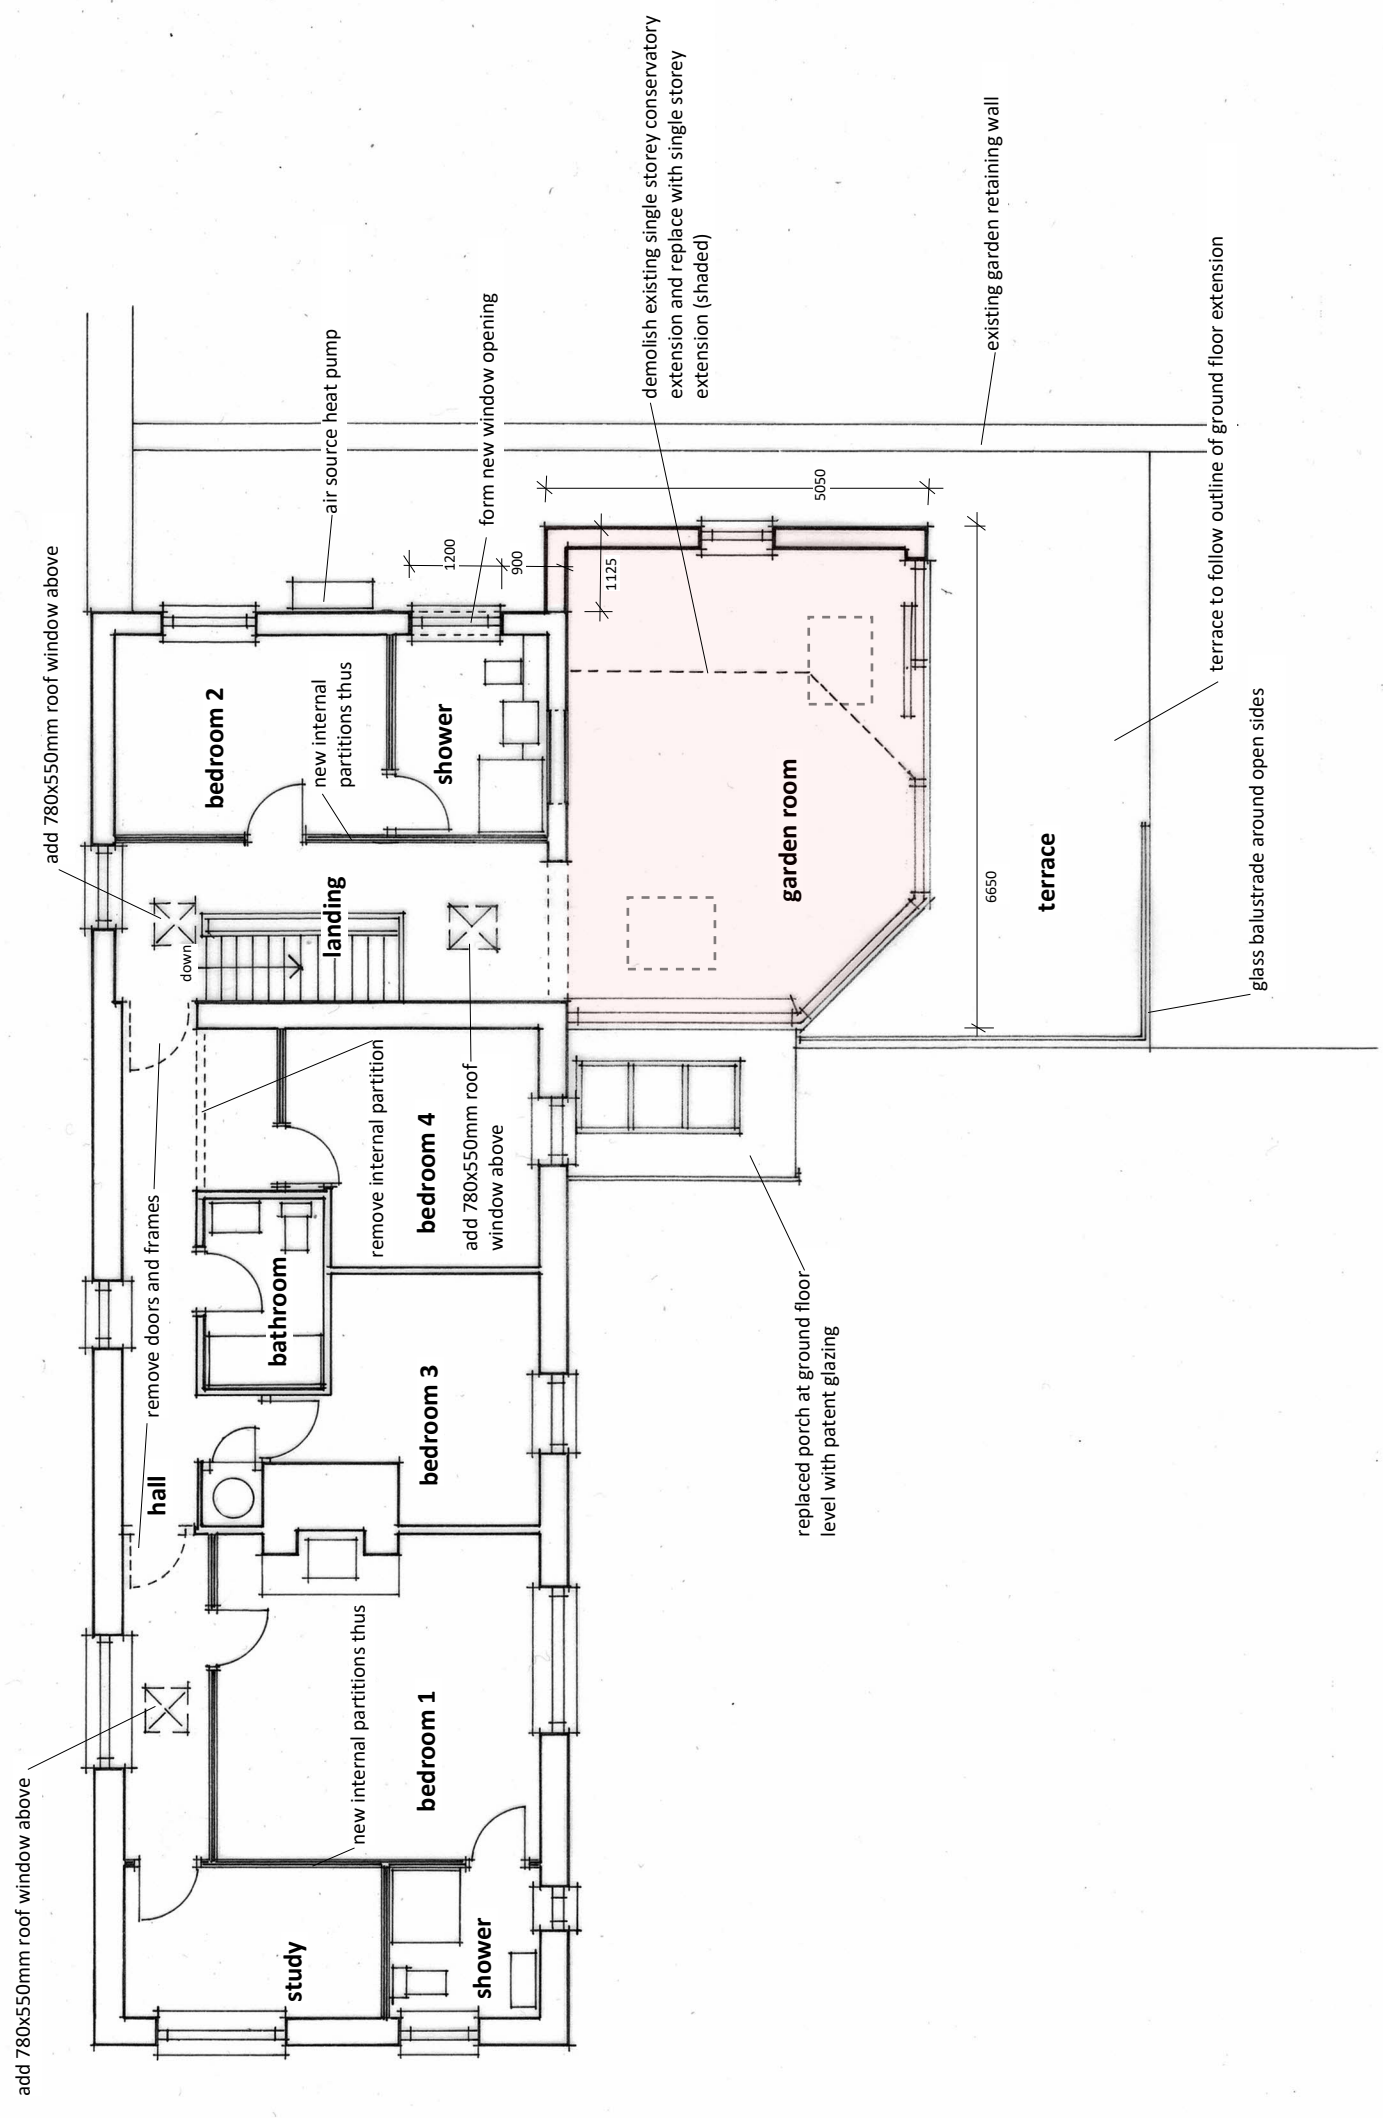 add 780x550mm roof window above
study
shower
new internal partitions thus
bedroom 1
hall
remove doors and frames
bedroom 3
bathroom
bedroom 4
remove internal partition
add 780x550mm roof
window above
replaced porch at ground floor
level with patent glazing
down
landing
add 780x550mm roof window above
bedroom 2
new internal
partitions thus
shower
air source heat pump
form new window opening
1200
900
1125
5050
6650
garden room
terrace
demolish existing single storey conservatory
extension and replace with single storey
extension (shaded)
existing garden retaining wall
terrace to follow outline of ground floor extension
glass balustrade around open sides